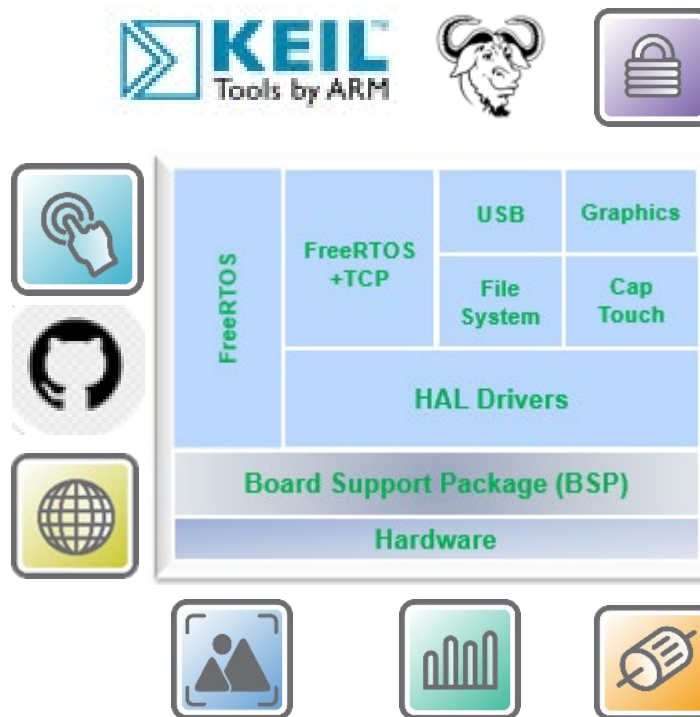 KEIL™
Tools by ARM
FreeRTOS
FreeRTOS
+TCP
USB
Graphics
File
System
Cap
Touch
HAL Drivers
Board Support Package (BSP)
Hardware